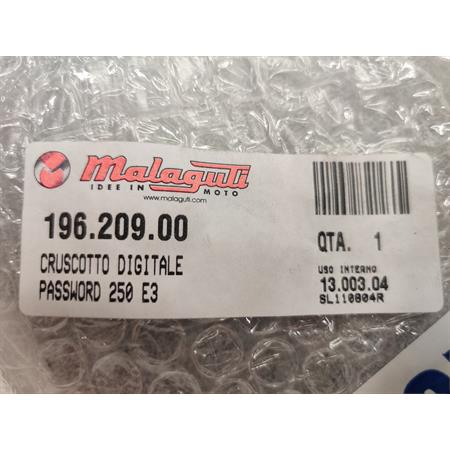 Malaguti
IDEE IN MOTO
www.malaguti.com
196.209.00
CRUSCOTTO DIGITALE
PASSWORD 250 E3
QTA. 1
USO INTERNO
13.003.04
SL110804R